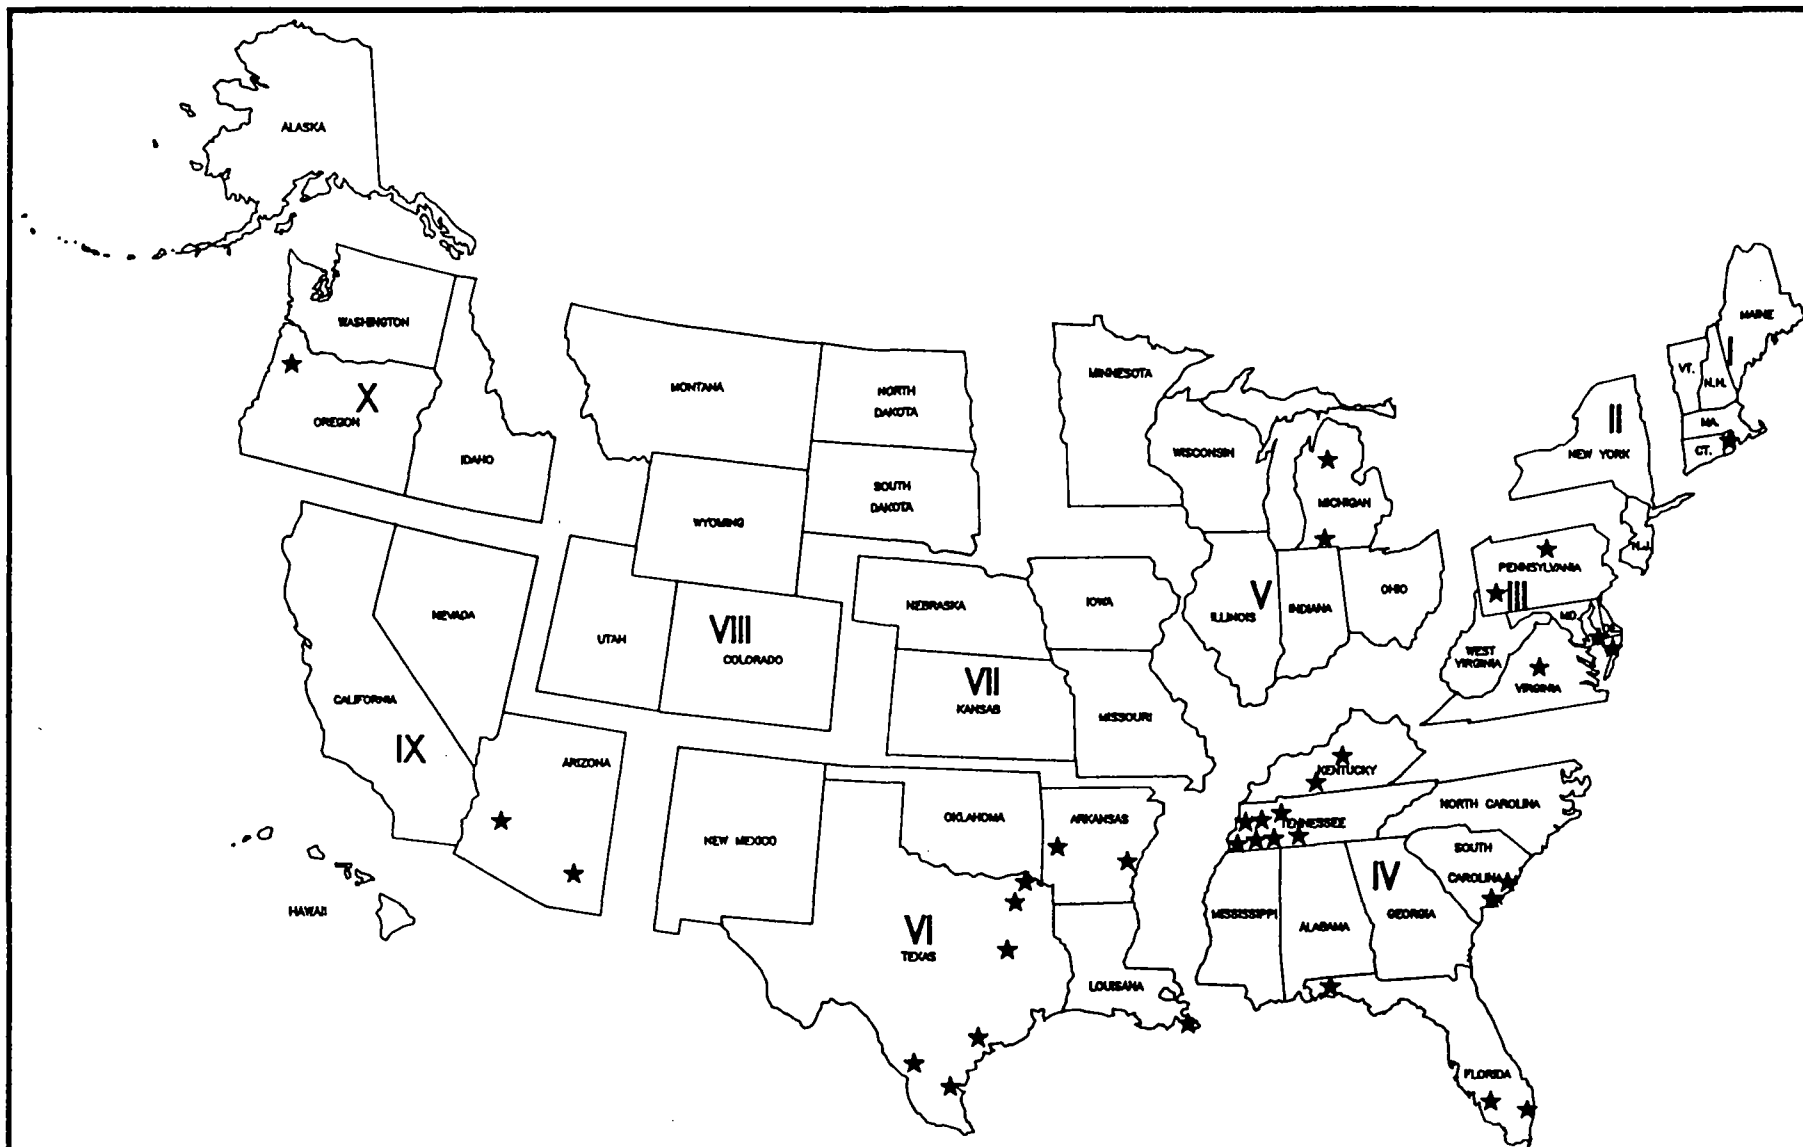 ALASKA
WASHINGTON
X
OREGON
IDAHO
MONTANA
NORTH
DAKOTA
SOUTH
DAKOTA
WYOMING
MINNESOTA
WISCONSIN
MICHIGAN
MAINE
I
VT.
N.H.
MA.
CT.
II
NEW YORK
N.J.
PENNSYLVANIA
III
MD.
DE.
WEST
VIRGINIA
VIRGINIA
OHIO
V
ILLINOIS
INDIANA
IOWA
NEBRASKA
VII
KANSAS
MISSOURI
VIII
COLORADO
UTAH
NEVADA
CALIFORNIA
IX
ARIZONA
HAWAII
NEW MEXICO
OKLAHOMA
ARKANSAS
VI
TEXAS
LOUISANA
KENTUCKY
TENNESSEE
NORTH CAROLINA
SOUTH
CAROLINA
IV
MISSISSIPPI
ALABAMA
GEORGIA
FLORIDA